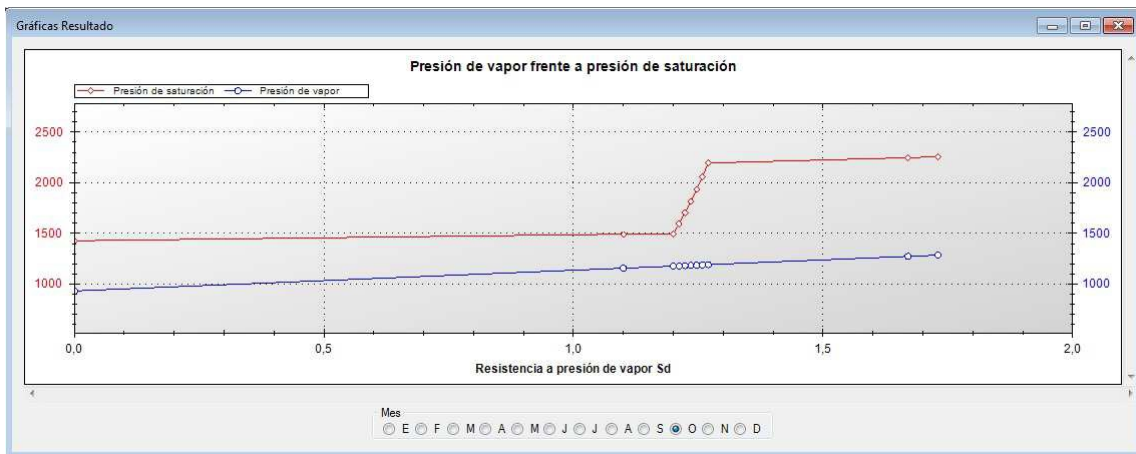 Gráficas Resultado
Presión de vapor frente a presión de saturación
Presión de saturación Presión de vapor
2500 2500
2000 2000
1500 1500
1000 1000
0,0 0,5 1,0 1,5 2,0
Resistencia a presión de vapor Sd
Mes
E F M A M J J A S O N D